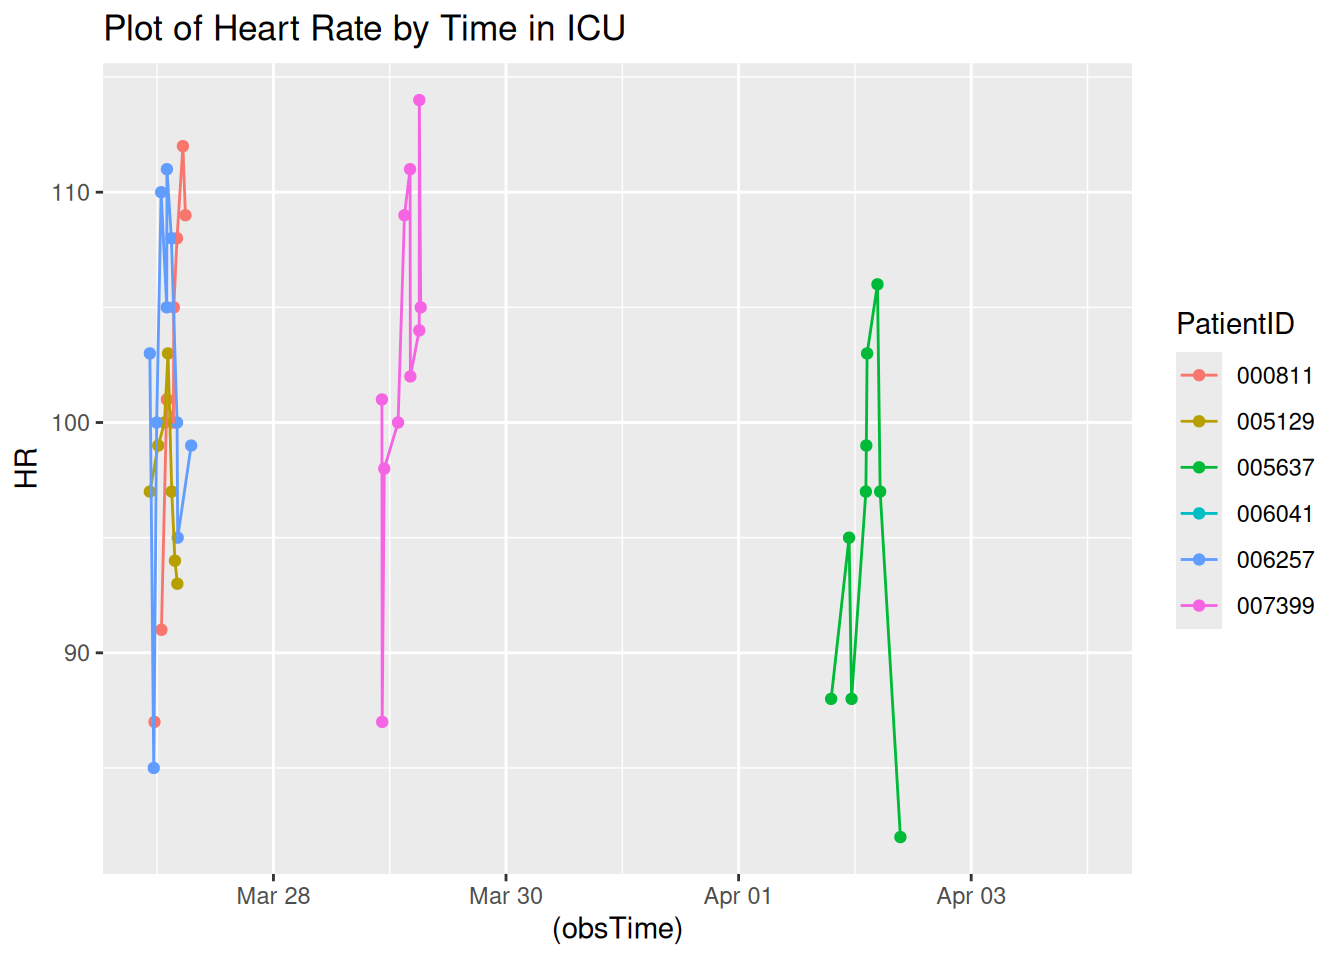 Plot of Heart Rate by Time in ICU
HR
110
100
90
Mar 28
Mar 30
Apr 01
Apr 03
(obsTime)
PatientID
000811
005129
005637
006041
006257
007399